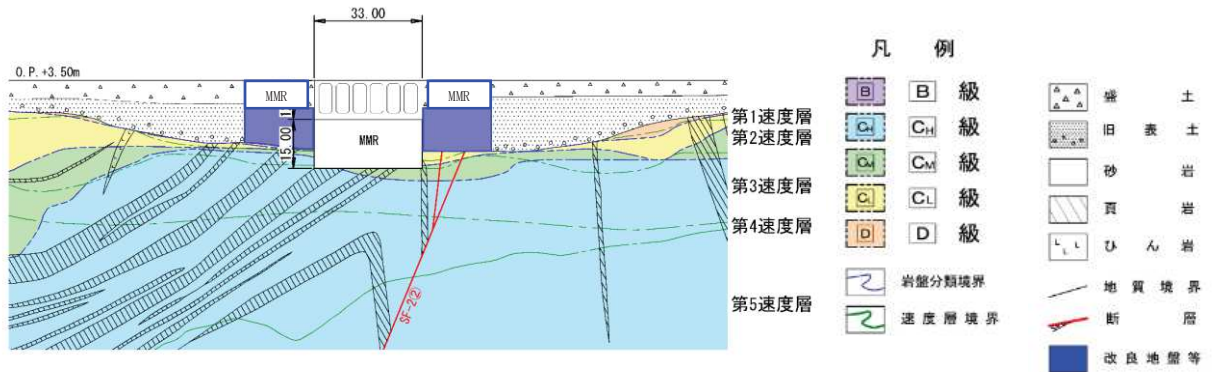 33.00
O.P.+3.50m
MMR
MMR
MMR
1
15.00
SF-2(2)
第1速度層
第2速度層
第3速度層
第4速度層
第5速度層
凡 例
B B 級
CH CH 級
CM CM 級
CL CL 級
D D 級
岩盤分類境界
速度層境界
盛 土
旧 表 土
砂 岩
頁 岩
ひ ん 岩
地質境界
断 層
改良地盤等